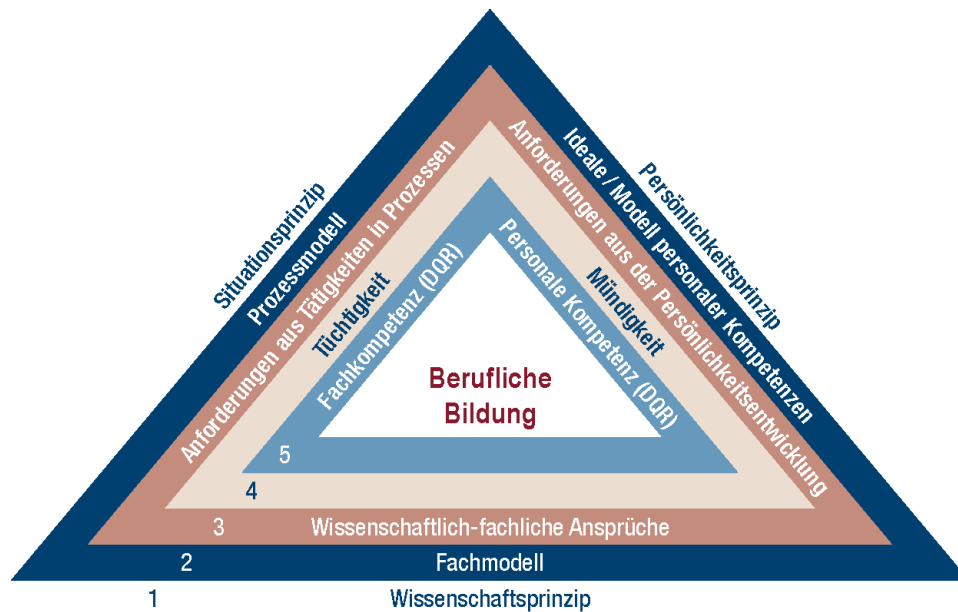 Situationsprinzip
Prozessmodell
Anforderungen aus Tätigkeiten in Prozessen
Tüchtigkeit
Fachkompetenz (DQR)
Persönlichkeitsprinzip
Ideale / Modell personaler Kompetenzen
Anforderungen aus der Persönlichkeitsentwicklung
Mündigkeit
Personale Kompetenz (DQR)
Berufliche
Bildung
5
4
3 Wissenschaftlich-fachliche Ansprüche
2 Fachmodell
1 Wissenschaftsprinzip